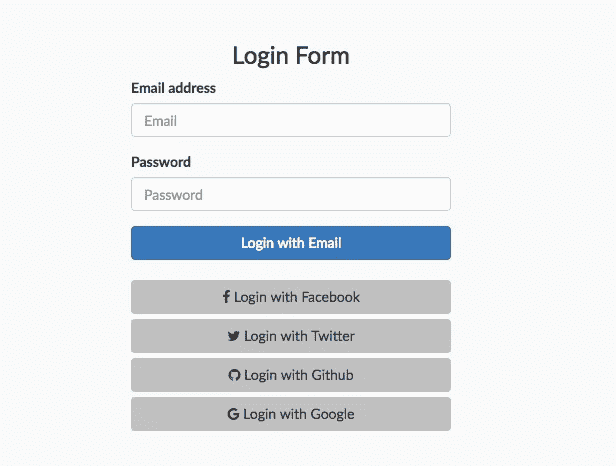 Login Form
Email address
Email
Password
Password
Login with Email
Login with Facebook
Login with Twitter
Login with Github
Login with Google